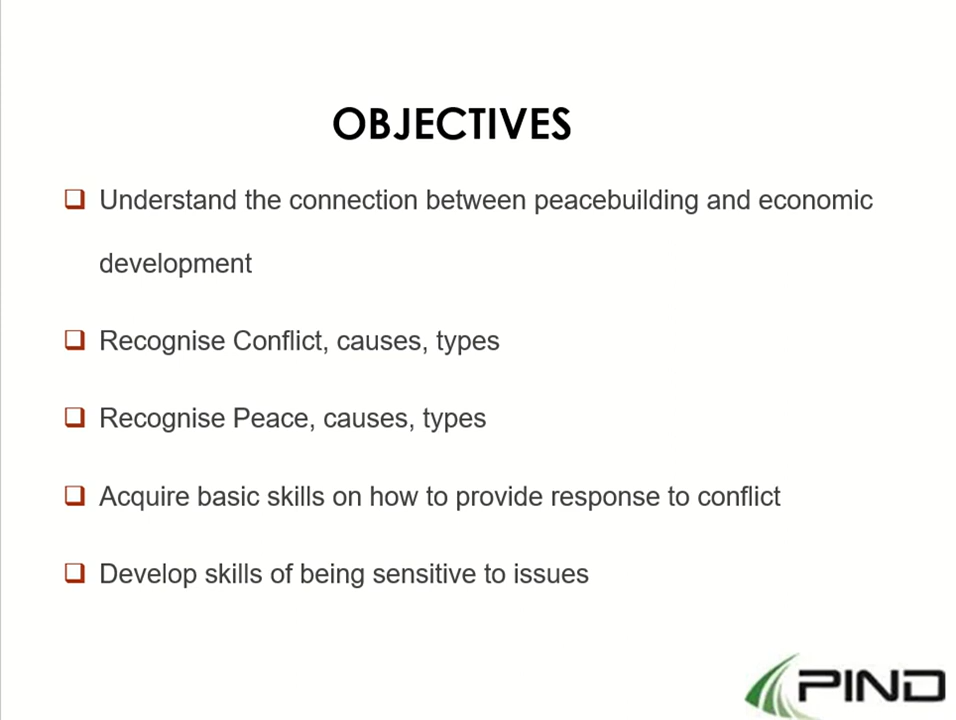 OBJECTIVES
Understand the connection between peacebuilding and economic
development
Recognise Conflict, causes, types
Recognise Peace, causes, types
Acquire basic skills on how to provide response to conflict
Develop skills of being sensitive to issues
PIND